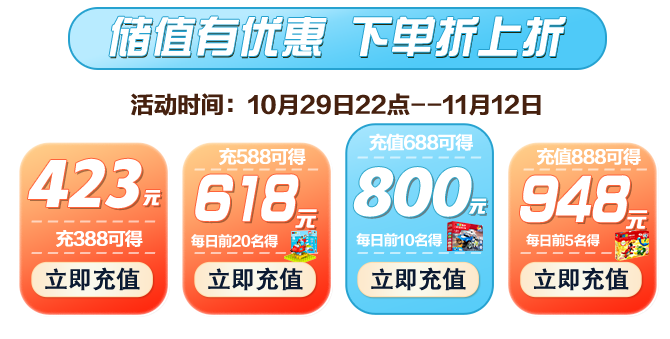 储值有优惠 下单折上折
活动时间：10月29日22点--11月12日
423元
充388可得
立即充值
充588可得
618元
每日前20名得
立即充值
充值688可得
800元
每日前10名得
立即充值
充值888可得
948元
每日前5名得
立即充值